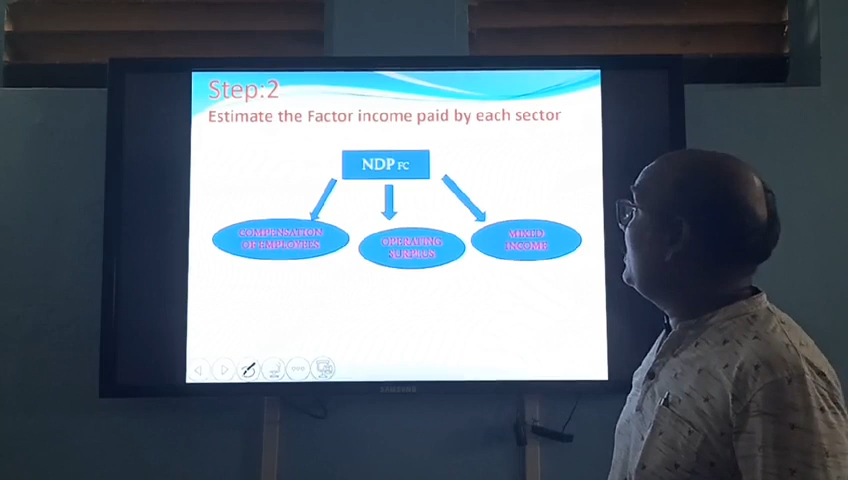 Step:2
Estimate the Factor income paid by each sector
NDP FC
COMPENSATION
OF EMPLOYEES
OPERATING
SURPLUS
MIXED
INCOME
SAMSUNG